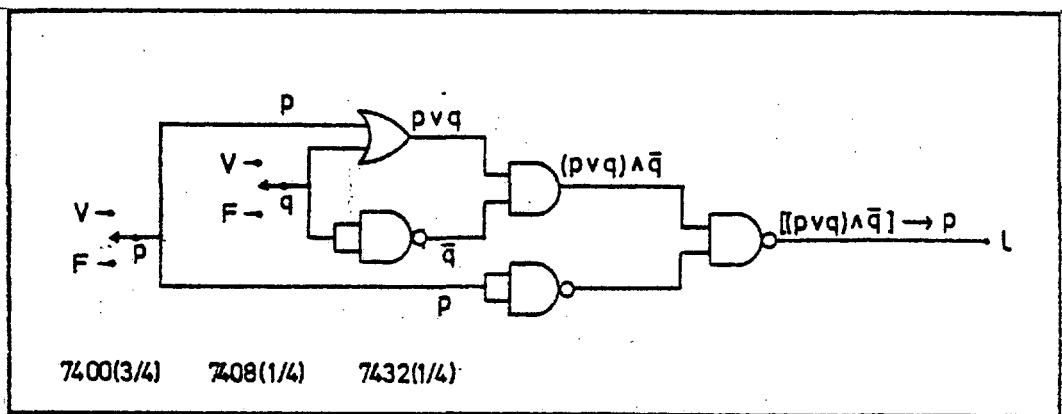 p
p v q
V
(p v q) ∧ q̄
F
q
V
[[(p v q) ∧ q̄] → p
L
p
F
q̄
p
7400(3/4) 7408(1/4) 7432(1/4)